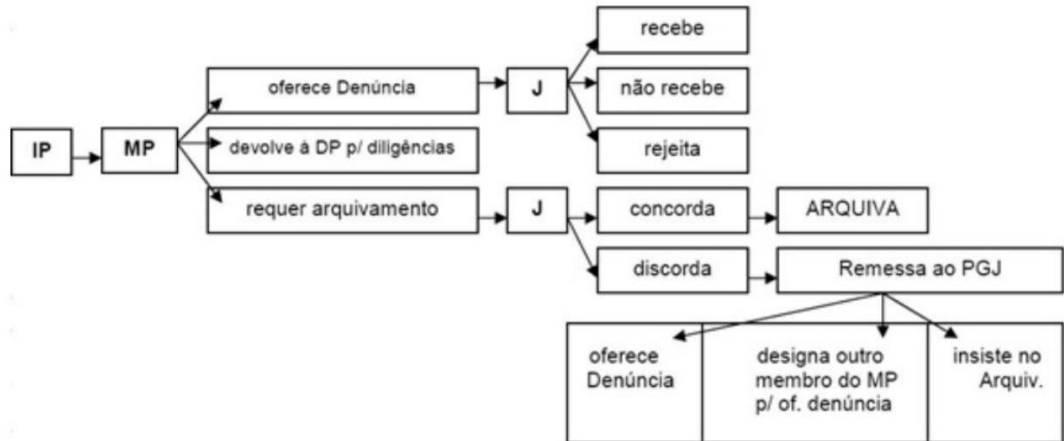 recebe
oferece Denúncia
J
não recebe
IP
MP
devolve à DP p/ diligências
rejeita
requer arquivamento
J
concorda
ARQUIVA
discorda
Remessa ao PGJ
oferece
Denúncia
designa outro
membro do MP
p/ of. denúncia
insiste no
Arquiv.